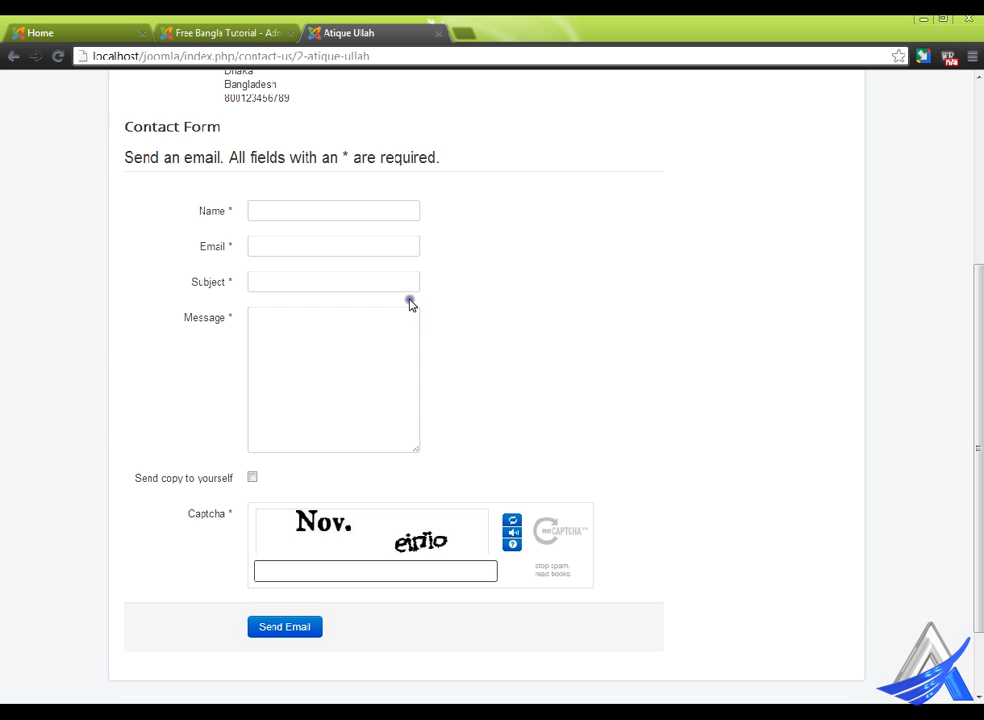 Home
Free Bangla Tutorial - Adm
Atique Ullah
localhost/joomla/index.php/contact-us/2-atique-ullah
Dhaka
Bangladesh
800123456789
Contact Form
Send an email. All fields with an * are required.
Name *
Email *
Subject *
Message *
Send copy to yourself
Captcha *
Nov.
reCAPTCHA™
stop spam.
read books.
Send Email